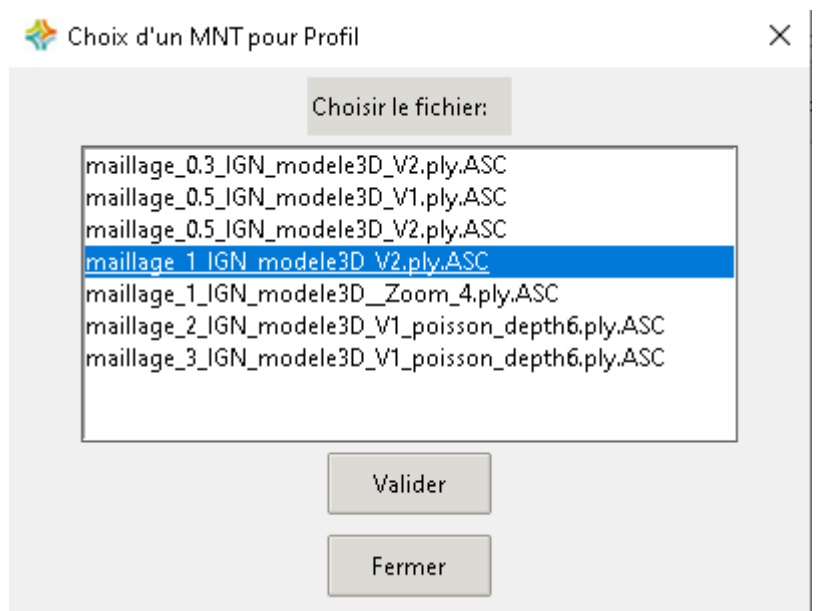 Choix d'un MNT pour Profil
Choisir le fichier:
maillage_0.3_IGN_modele3D_V2.ply.ASC
maillage_0.5_IGN_modele3D_V1.ply.ASC
maillage_0.5_IGN_modele3D_V2.ply.ASC
maillage_1_IGN_modele3D_V2.ply.ASC
maillage_1_IGN_modele3D__Zoom_4.ply.ASC
maillage_2_IGN_modele3D_V1_poisson_depth6.ply.ASC
maillage_3_IGN_modele3D_V1_poisson_depth6.ply.ASC
Valider
Fermer